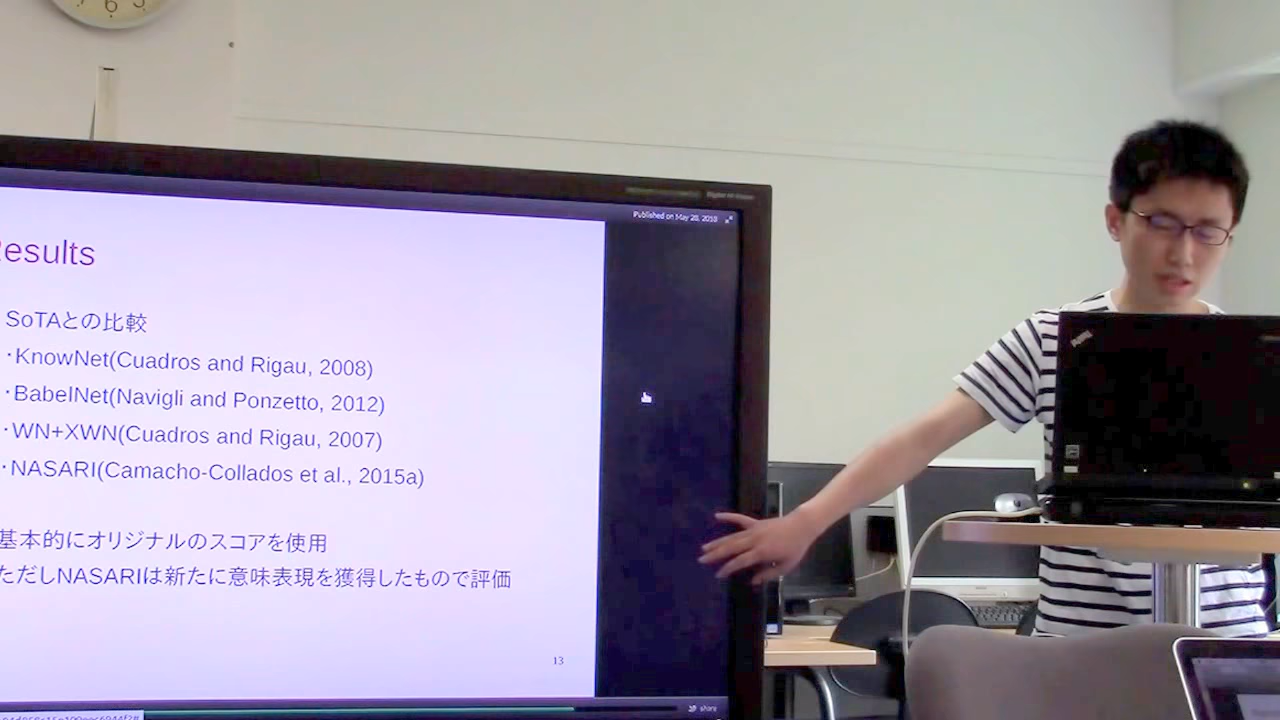 6
Published on May 28, 2018
esults
SoTAとの比較
・KnowNet(Cuadros and Rigau, 2008)
・BabelNet(Navigli and Ponzetto, 2012)
・WN+XWN(Cuadros and Rigau, 2007)
・NASARI(Camacho-Collados et al., 2015a)
基本的にオリジナルのスコアを使用
ただしNASARIは新たに意味表現を獲得したもので評価
13
share